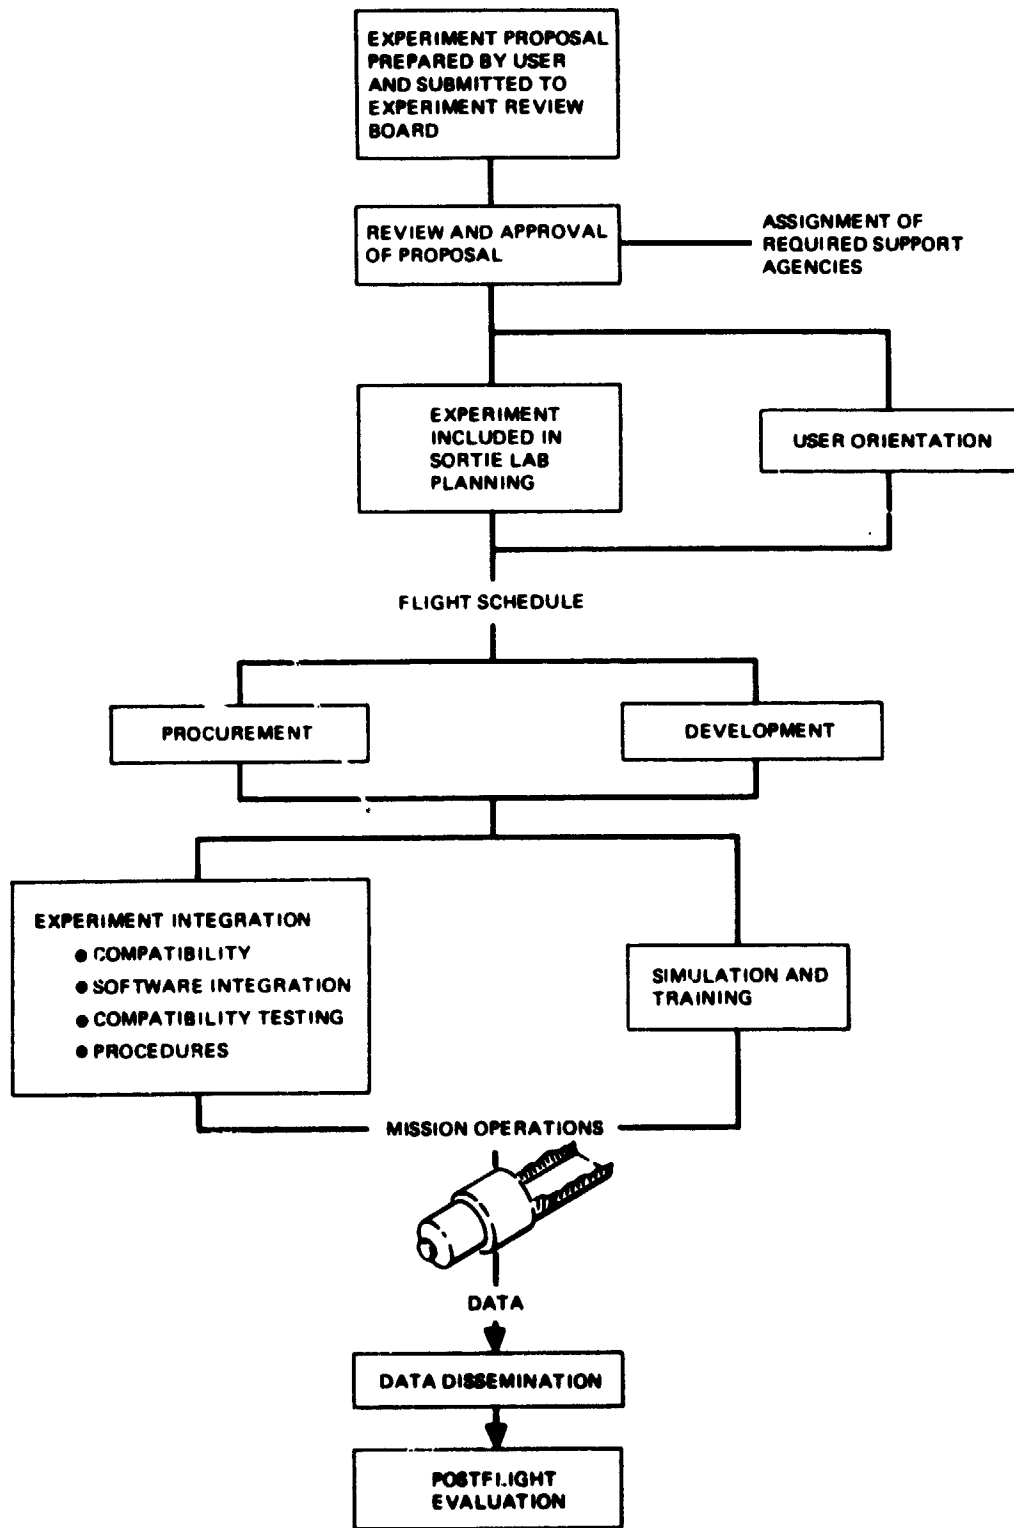 EXPERIMENT PROPOSAL
PREPARED BY USER
AND SUBMITTED TO
EXPERIMENT REVIEW
BOARD
REVIEW AND APPROVAL
OF PROPOSAL
ASSIGNMENT OF
REQUIRED SUPPORT
AGENCIES
EXPERIMENT
INCLUDED IN
SORTIE LAB
PLANNING
USER ORIENTATION
FLIGHT SCHEDULE
PROCUREMENT
DEVELOPMENT
EXPERIMENT INTEGRATION
● COMPATIBILITY
● SOFTWARE INTEGRATION
● COMPATIBILITY TESTING
● PROCEDURES
SIMULATION AND
TRAINING
MISSION OPERATIONS
DATA
DATA DISSEMINATION
POSTFLIGHT
EVALUATION